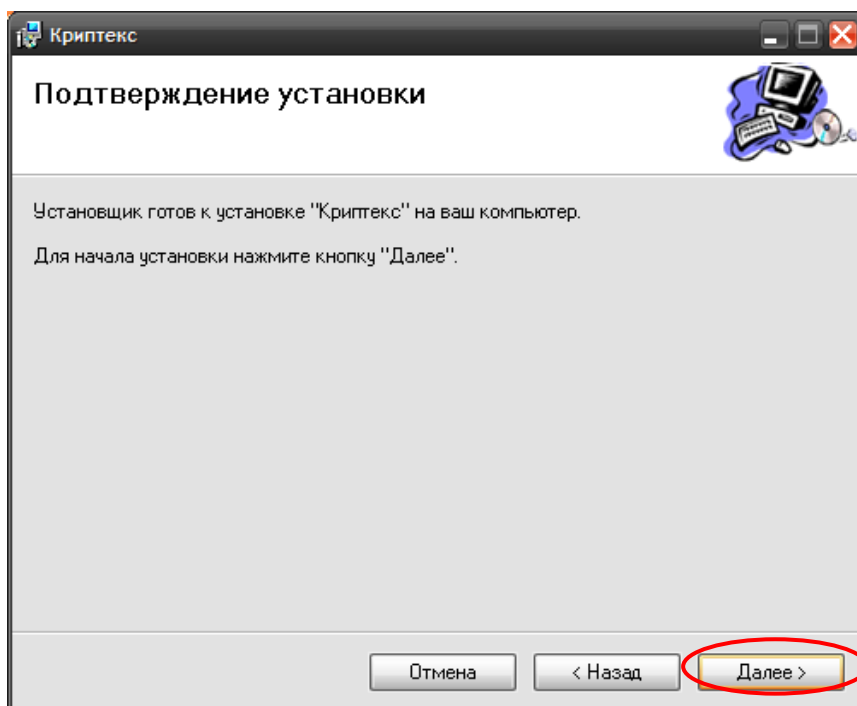 Криптекс
Подтверждение установки
Установщик готов к установке "Криптекс" на ваш компьютер.
Для начала установки нажмите кнопку "Далее".
Отмена
< Назад
Далее >